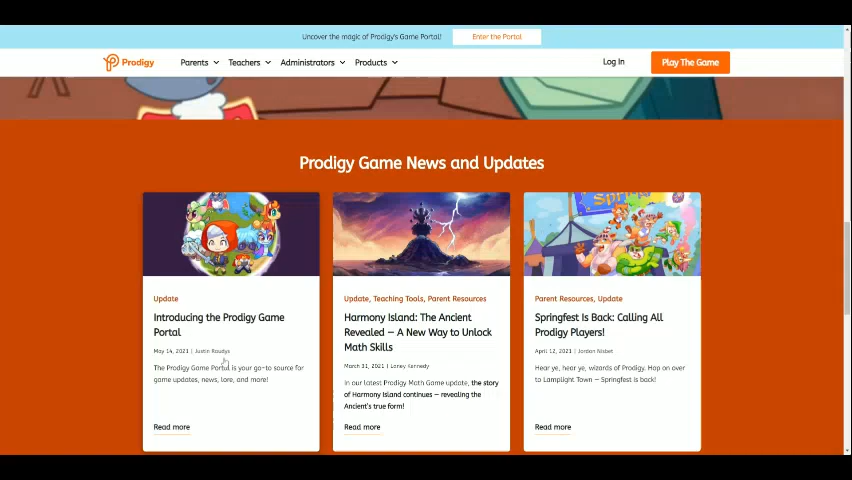 Uncover the magic of Prodigy's Game Portal! Enter the Portal
Prodigy Parents Teachers Administrators Products Log In Play The Game
Prodigy Game News and Updates
Update
Introducing the Prodigy Game
Portal
May 14, 2021 | Justin Raudys
The Prodigy Game Portal is your go-to source for
game updates, news, lore, and more!
Read more
Update, Teaching Tools, Parent Resources
Harmony Island: The Ancient
Revealed – A New Way to Unlock
Math Skills
March 31, 2021 | Laney Kennedy
In our latest Prodigy Math Game update, the story
of Harmony Island continues – revealing the
Ancient's true form!
Read more
Parent Resources, Update
Springfest Is Back: Calling All
Prodigy Players!
April 12, 2021 | Jordan Nisbet
Hear ye, hear ye, wizards of Prodigy. Hop on over
to Lamplight Town – Springfest is back!
Read more